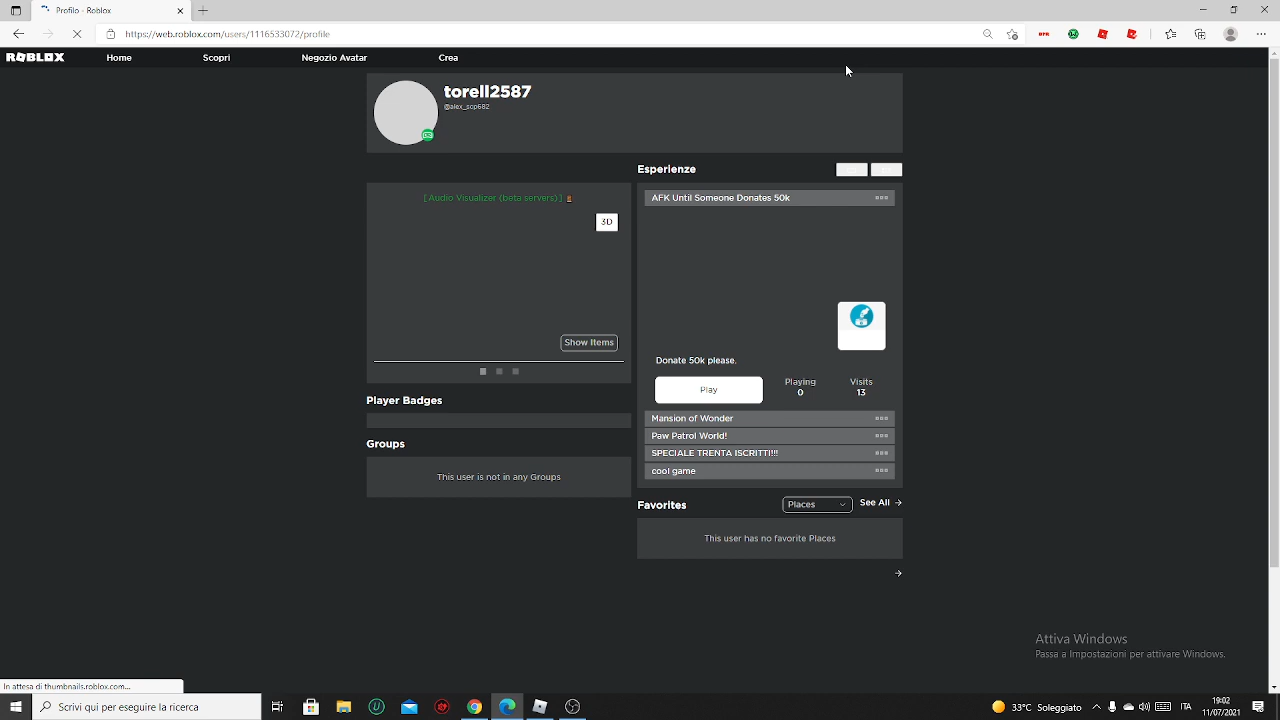 Profilo - Roblox
https://web.roblox.com/users/1116533072/profile
ROBLOX Home Scopri Negozio Avatar Crea
torell2587
@alex_scp682
Esperienze
[ Audio Visualizer (beta servers) ]
AFK Until Someone Donates 50k
3D
Show Items
Donate 50k please.
Play
Playing
0
Visits
13
Player Badges
Mansion of Wonder
Paw Patrol World!
SPECIALE TRENTA ISCRITTI!!!
cool game
Groups
This user is not in any Groups
Favorites
Places
See All
This user has no favorite Places
Attiva Windows
Passa a Impostazioni per attivare Windows.
In attesa di thumbnails.roblox.com...
Scrivi qui per eseguire la ricerca
33°C Soleggiato
ITA
19:02
11/07/2021